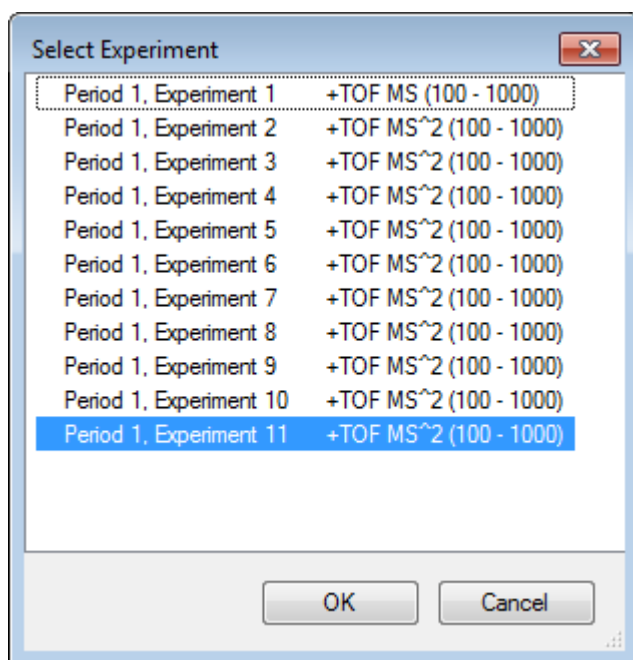 Select Experiment
Period 1, Experiment 1 +TOF MS (100 - 1000)
Period 1, Experiment 2 +TOF MS^2 (100 - 1000)
Period 1, Experiment 3 +TOF MS^2 (100 - 1000)
Period 1, Experiment 4 +TOF MS^2 (100 - 1000)
Period 1, Experiment 5 +TOF MS^2 (100 - 1000)
Period 1, Experiment 6 +TOF MS^2 (100 - 1000)
Period 1, Experiment 7 +TOF MS^2 (100 - 1000)
Period 1, Experiment 8 +TOF MS^2 (100 - 1000)
Period 1, Experiment 9 +TOF MS^2 (100 - 1000)
Period 1, Experiment 10 +TOF MS^2 (100 - 1000)
Period 1, Experiment 11 +TOF MS^2 (100 - 1000)
OK Cancel